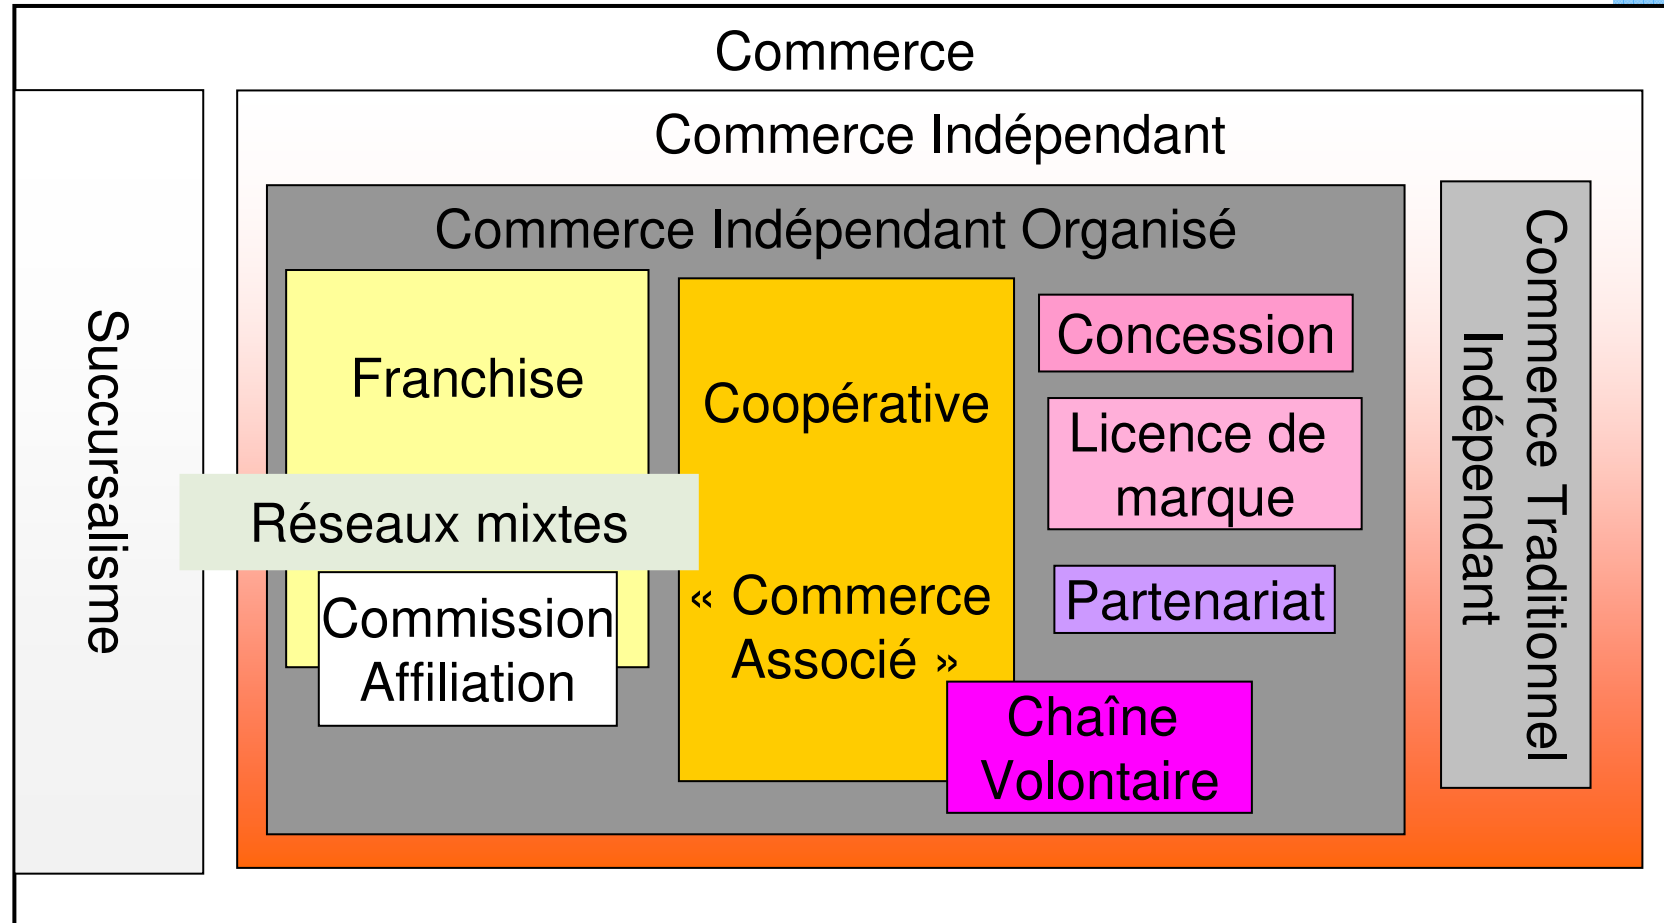 Commerce
Succursalisme
Commerce Indépendant
Commerce Indépendant Organisé
Franchise
Réseaux mixtes
Commission
Affiliation
Coopérative
« Commerce
Associé »
Concession
Licence de
marque
Partenariat
Chaîne
Volontaire
Commerce Traditionnel
Indépendant